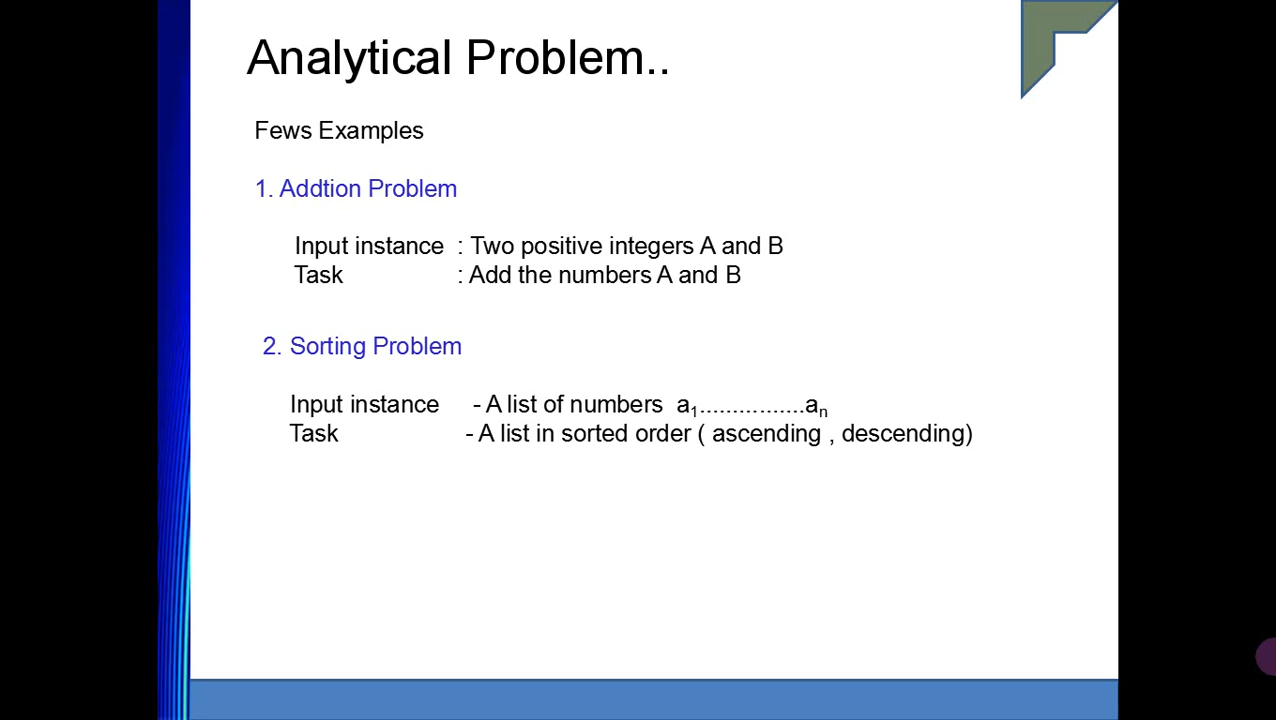 Analytical Problem..
Fews Examples
1. Addtion Problem
Input instance : Two positive integers A and B
Task : Add the numbers A and B
2. Sorting Problem
Input instance - A list of numbers a1................an
Task - A list in sorted order ( ascending , descending)